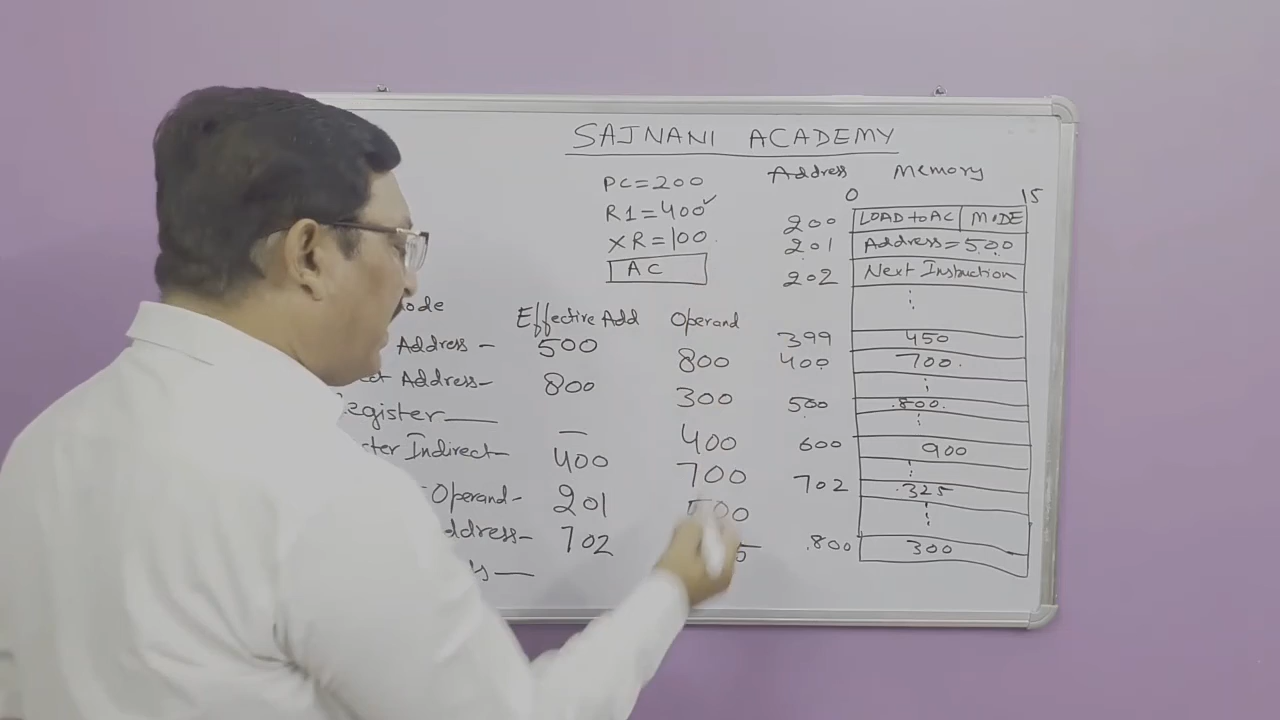 SAJNANI ACADEMY
PC=200
R1=400
XR=100
AC
Address Memory
0 15
200 LOAD to AC MODE
201 Address=500
202 Next Instruction
399 450
400 700
500 800
600 900
702 325
800 300
Effective Add Operand
Address - 500 800
Address - 800 300
Register — — 400
Indirect - 400 700
Operand - 201
702